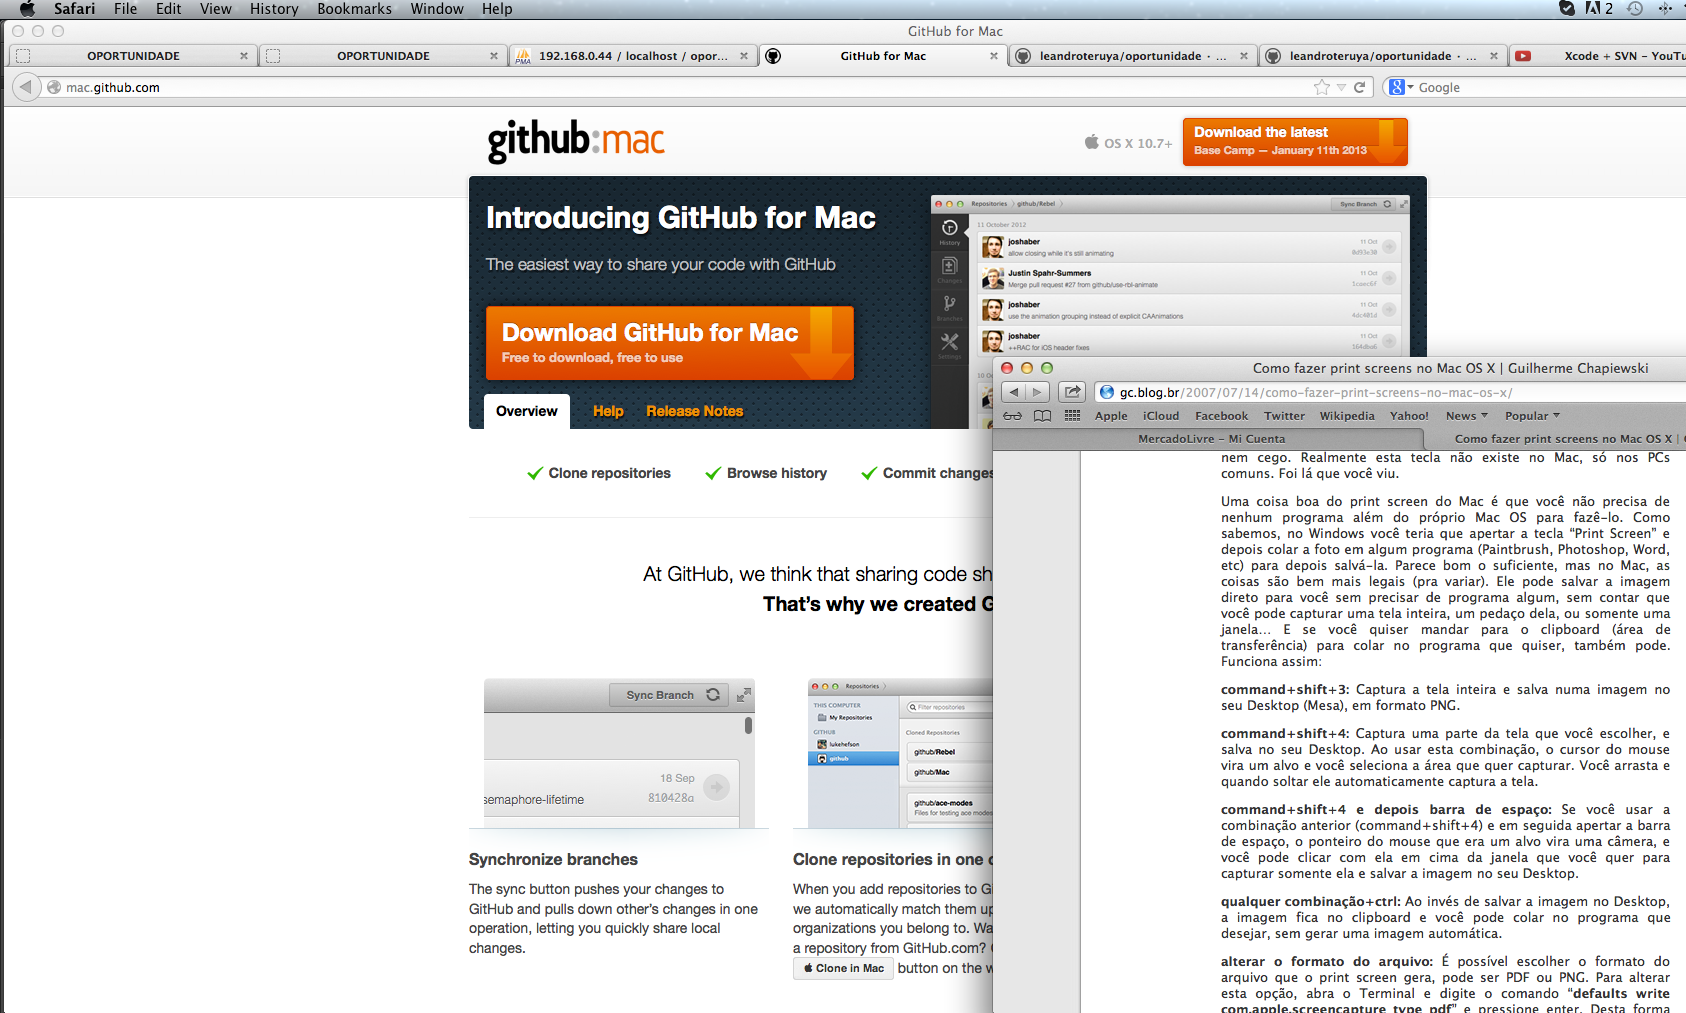 Safari File Edit View History Bookmarks Window Help
2
GitHub for Mac
OPORTUNIDADE
OPORTUNIDADE
PMA 192.168.0.44 / localhost / opor...
GitHub for Mac
leandroteruya/oportunidade · ...
leandroteruya/oportunidade · ...
Xcode + SVN - YouTu
mac.github.com
Google
github:mac
OS X 10.7+
Download the latest
Base Camp — January 11th 2013
Introducing GitHub for Mac
The easiest way to share your code with GitHub
Download GitHub for Mac
Free to download, free to use
Overview Help Release Notes
Repositories github/Rebel
Sync Branch
11 October 2012
History
joshaber
allow closing while it's still animating
11 Oct
0d93e30
Changes
Justin Spahr-Summers
Merge pull request #27 from github/use-rbl-animate
11 Oct
1caec6f
Branches
joshaber
use the animation grouping instead of explicit CAAnimations
11 Oct
4dc401d
Settings
joshaber
++RAC for iOS header fixes
11 Oct
164dba6
Clone repositories
Browse history
Commit changes
At GitHub, we think that sharing code sh
That's why we created G
Sync Branch
18 Sep
semaphore-lifetime
810428a
Repositories
THIS COMPUTER
My Repositories
GITHUB
lukehefson
github
Filter repositories
Cloned Repositories
github/Rebel
github/Mac
github/ace-modes
Files for testing ace modes
Synchronize branches
The sync button pushes your changes to
GitHub and pulls down other's changes in one
operation, letting you quickly share local
changes.
Clone repositories in one c
When you add repositories to G
we automatically match them up
organizations you belong to. Wa
a repository from GitHub.com?
Clone in Mac button on the w
Como fazer print screens no Mac OS X | Guilherme Chapiewski
gc.blog.br/2007/07/14/como-fazer-print-screens-no-mac-os-x/
Apple iCloud Facebook Twitter Wikipedia Yahoo! News Popular
MercadoLivre - Mi Cuenta
Como fazer print screens no Mac OS X |
nem cego. Realmente esta tecla não existe no Mac, só nos PCs
comuns. Foi lá que você viu.
Uma coisa boa do print screen do Mac é que você não precisa de
nenhum programa além do próprio Mac OS para fazê-lo. Como
sabemos, no Windows você teria que apertar a tecla “Print Screen” e
depois colar a foto em algum programa (Paintbrush, Photoshop, Word,
etc) para depois salvá-la. Parece bom o suficiente, mas no Mac, as
coisas são bem mais legais (pra variar). Ele pode salvar a imagem
direto para você sem precisar de programa algum, sem contar que
você pode capturar uma tela inteira, um pedaço dela, ou somente uma
janela... E se você quiser mandar para o clipboard (área de
transferência) para colar no programa que quiser, também pode.
Funciona assim:
command+shift+3: Captura a tela inteira e salva numa imagem no
seu Desktop (Mesa), em formato PNG.
command+shift+4: Captura uma parte da tela que você escolher, e
salva no seu Desktop. Ao usar esta combinação, o cursor do mouse
vira um alvo e você seleciona a área que quer capturar. Você arrasta e
quando soltar ele automaticamente captura a tela.
command+shift+4 e depois barra de espaço: Se você usar a
combinação anterior (command+shift+4) e em seguida apertar a barra
de espaço, o ponteiro do mouse que era um alvo vira uma câmera, e
você pode clicar com ela em cima da janela que você quer para
capturar somente ela e salvar a imagem no seu Desktop.
qualquer combinação+ctrl: Ao invés de salvar a imagem no Desktop,
a imagem fica no clipboard e você pode colar no programa que
desejar, sem gerar uma imagem automática.
alterar o formato do arquivo: É possível escolher o formato do
arquivo que o print screen gera, pode ser PDF ou PNG. Para alterar
esta opção, abra o Terminal e digite o comando “defaults write
com.apple.screencapture type pdf” e pressione enter. Desta forma